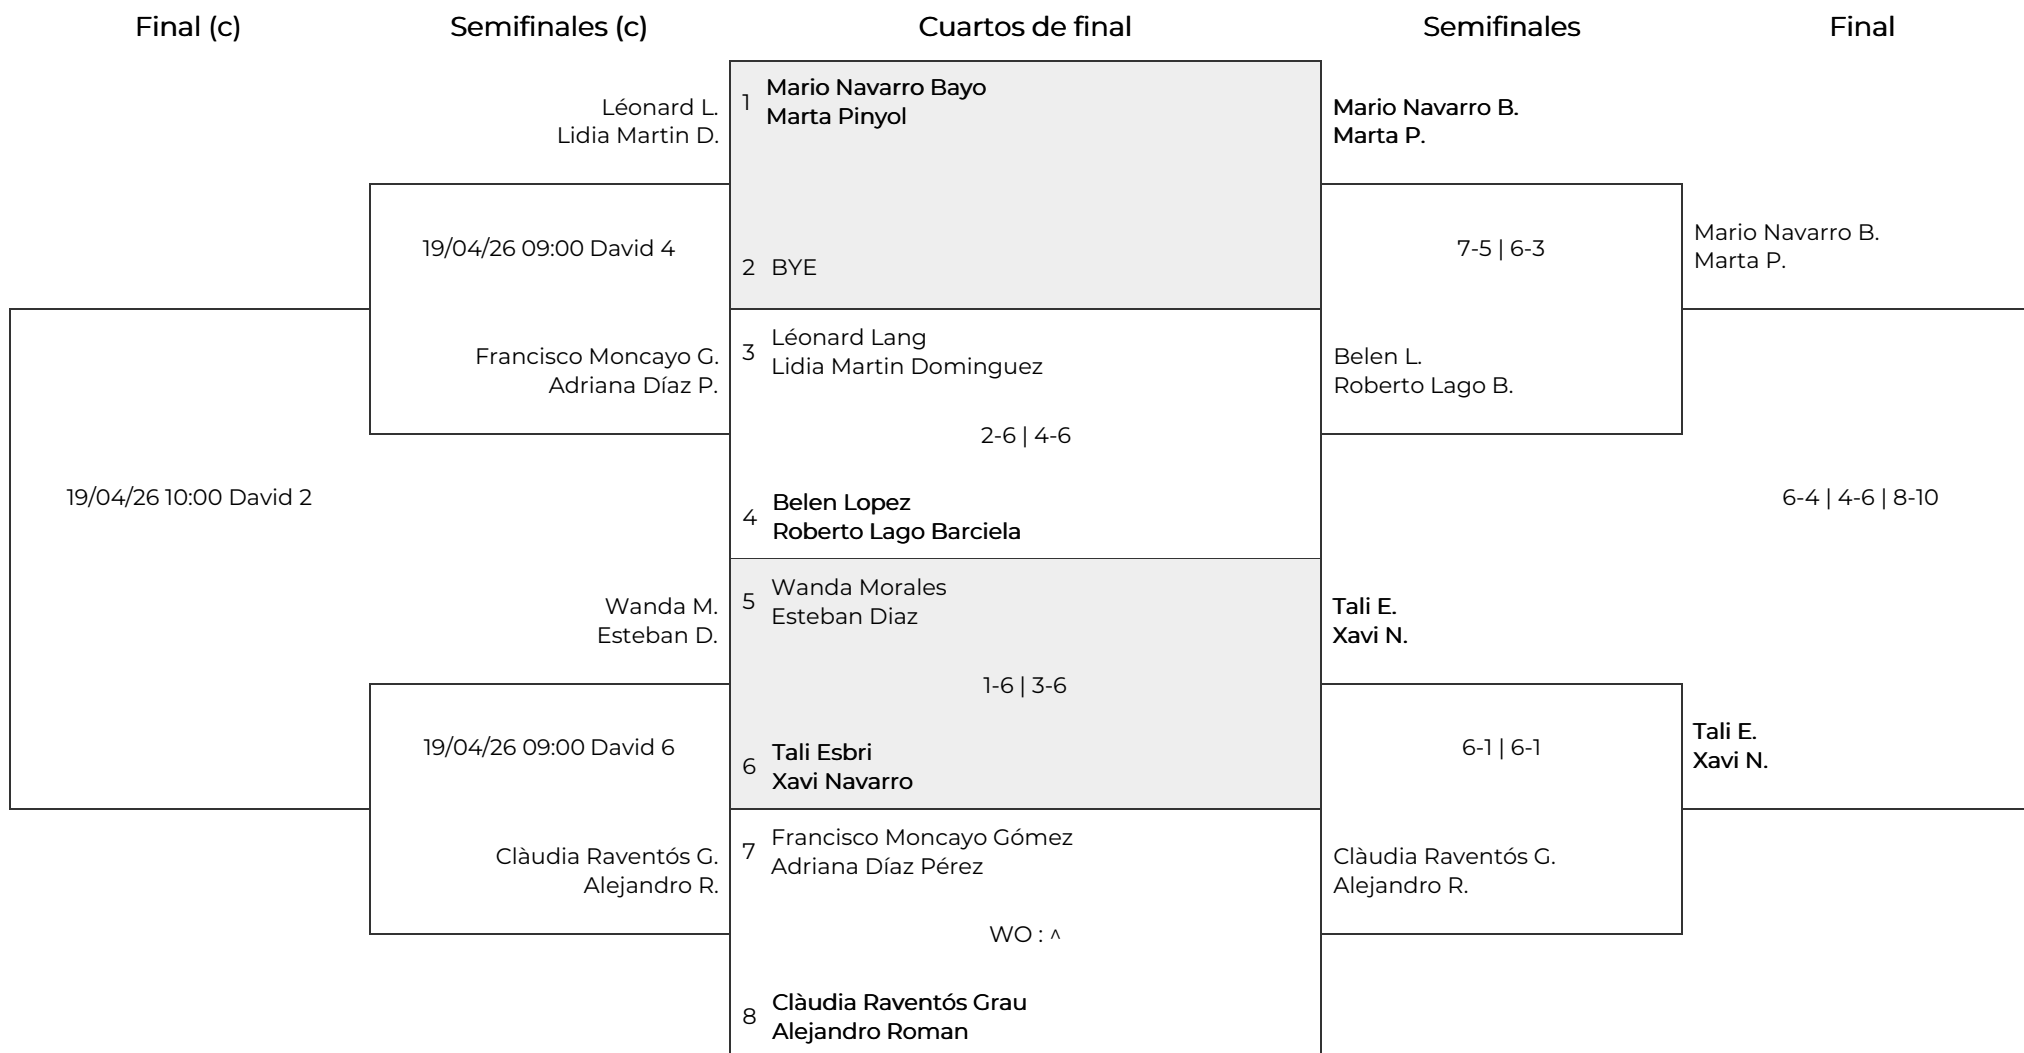 Final (c)
Semifinales (c)
Cuartos de final
Semifinales
Final
Léonard L.
Lidia Martin D.
19/04/26 09:00 David 4
Francisco Moncayo G.
Adriana Díaz P.
19/04/26 10:00 David 2
Wanda M.
Esteban D.
19/04/26 09:00 David 6
Clàudia Raventós G.
Alejandro R.
1 Mario Navarro Bayo
Marta Pinyol
2 BYE
3 Léonard Lang
Lidia Martin Dominguez
2-6 | 4-6
4 Belen Lopez
Roberto Lago Barciela
5 Wanda Morales
Esteban Diaz
1-6 | 3-6
6 Tali Esbri
Xavi Navarro
7 Francisco Moncayo Gómez
Adriana Díaz Pérez
WO : ^
8 Clàudia Raventós Grau
Alejandro Roman
Mario Navarro B.
Marta P.
7-5 | 6-3
Belen L.
Roberto Lago B.
Tali E.
Xavi N.
6-1 | 6-1
Clàudia Raventós G.
Alejandro R.
Mario Navarro B.
Marta P.
6-4 | 4-6 | 8-10
Tali E.
Xavi N.